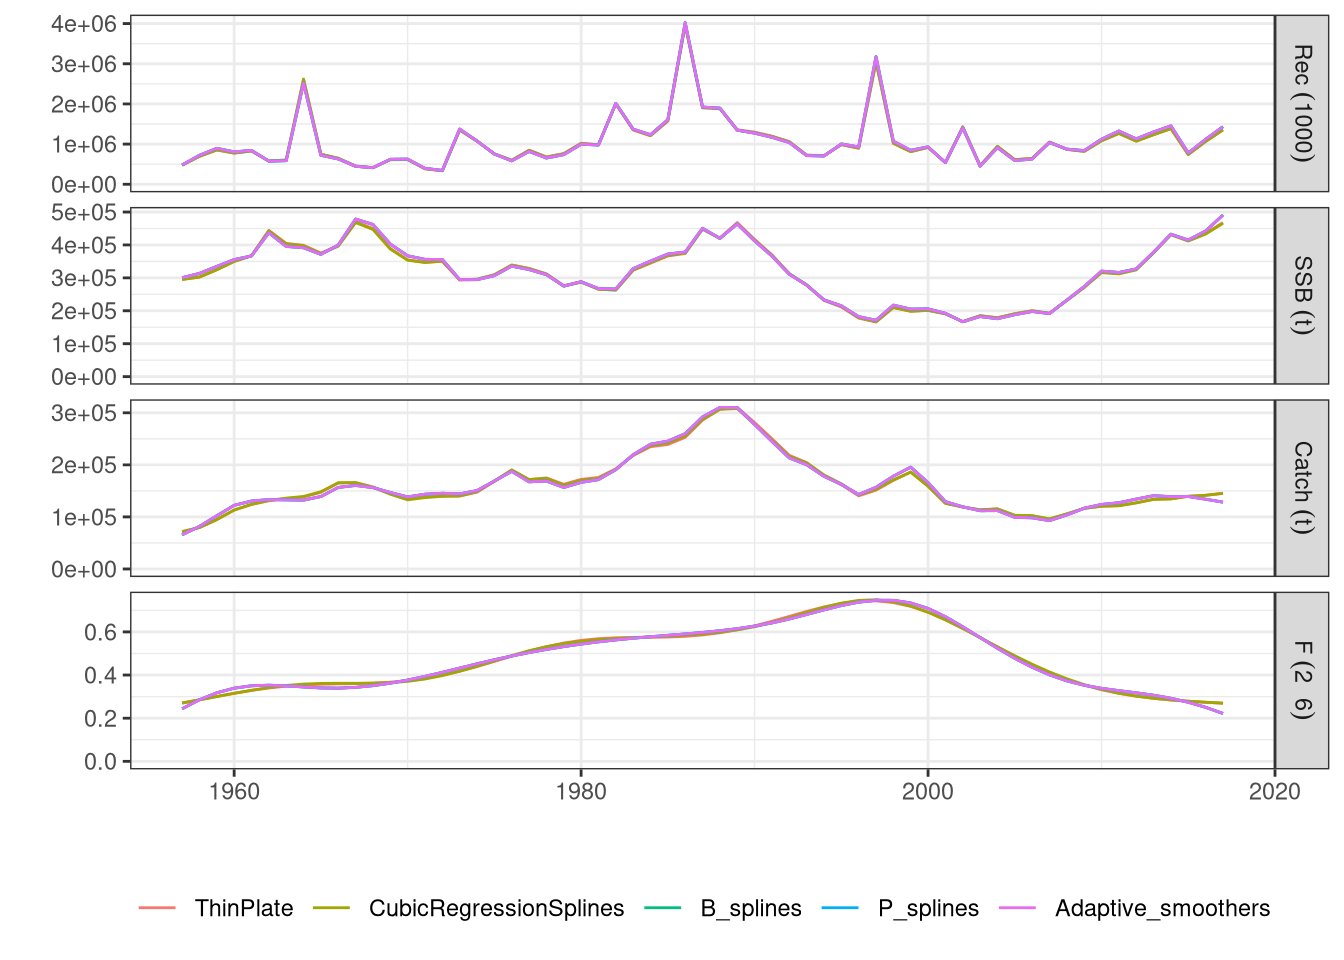 4e+06
3e+06
2e+06
1e+06
0e+00
Rec (1000)
5e+05
4e+05
3e+05
2e+05
1e+05
0e+00
SSB (t)
3e+05
2e+05
1e+05
0e+00
Catch (t)
0.6
0.4
0.2
0.0
F (2 6)
1960 1980 2000 2020
ThinPlate CubicRegressionSplines B_splines P_splines Adaptive_smoothers